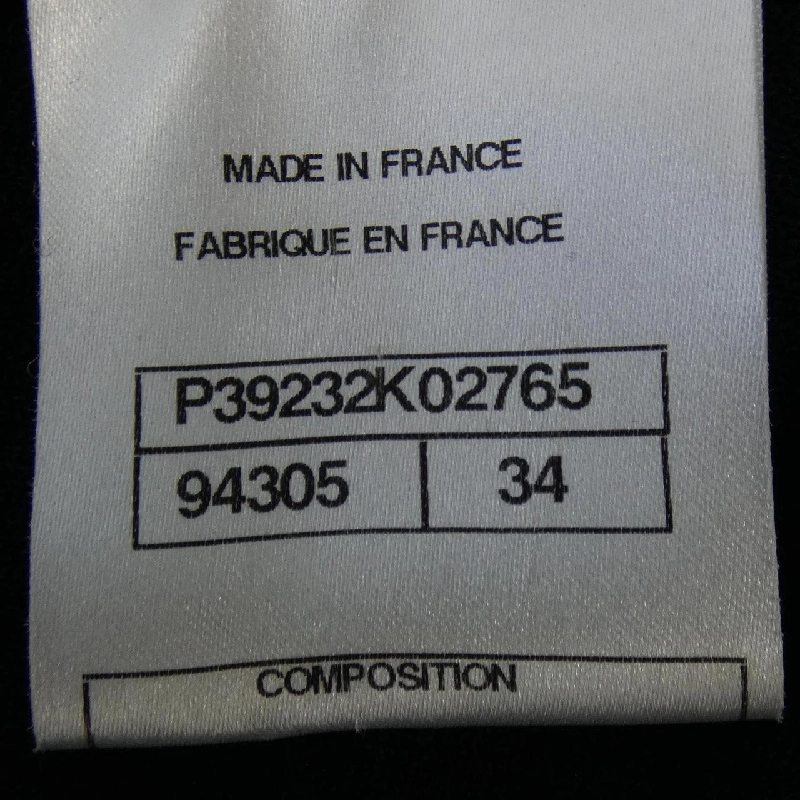 MADE IN FRANCE
FABRIQUE EN FRANCE
P39232K02765
94305 34
COMPOSITION